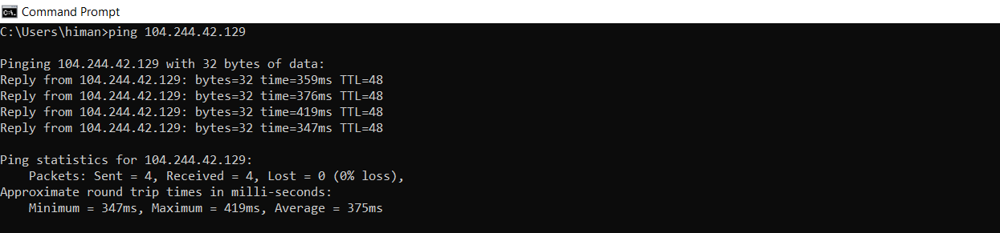 Command Prompt
C:\Users\himan>ping 104.244.42.129
Pinging 104.244.42.129 with 32 bytes of data:
Reply from 104.244.42.129: bytes=32 time=359ms TTL=48
Reply from 104.244.42.129: bytes=32 time=376ms TTL=48
Reply from 104.244.42.129: bytes=32 time=419ms TTL=48
Reply from 104.244.42.129: bytes=32 time=347ms TTL=48
Ping statistics for 104.244.42.129:
    Packets: Sent = 4, Received = 4, Lost = 0 (0% loss),
Approximate round trip times in milli-seconds:
    Minimum = 347ms, Maximum = 419ms, Average = 375ms